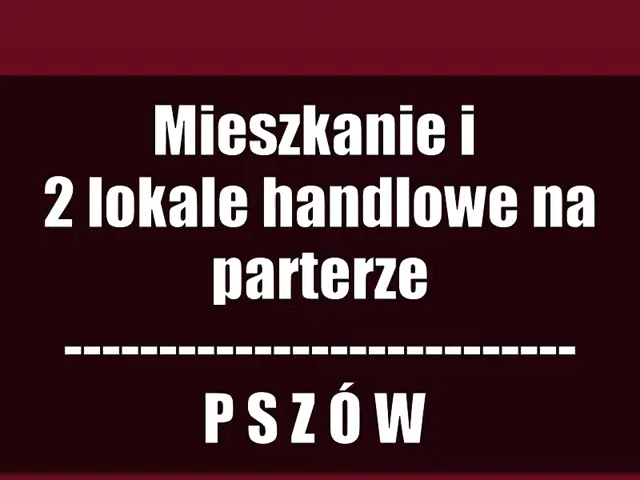 Mieszkanie i
2 lokale handlowe na
parterze
---------------------------
P S Z Ó W